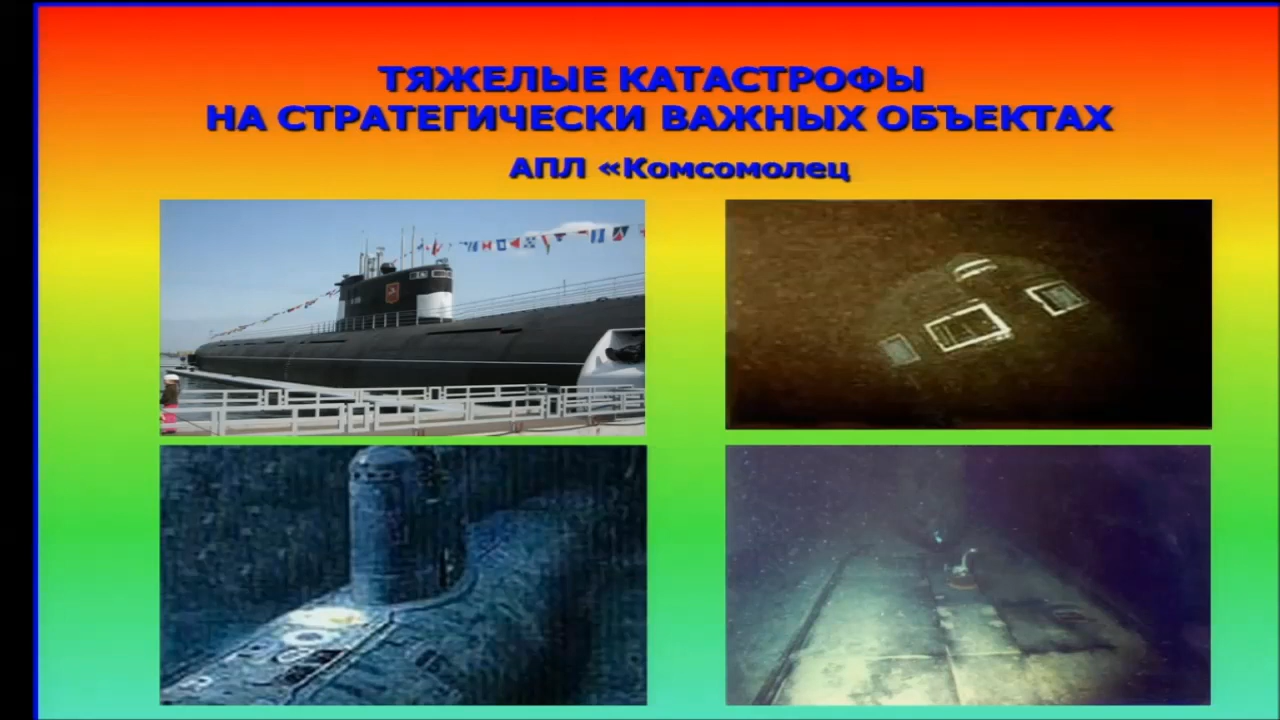 ТЯЖЕЛЫЕ КАТАСТРОФЫ
НА СТРАТЕГИЧЕСКИ ВАЖНЫХ ОБЪЕКТАХ
АПЛ «Комсомолец